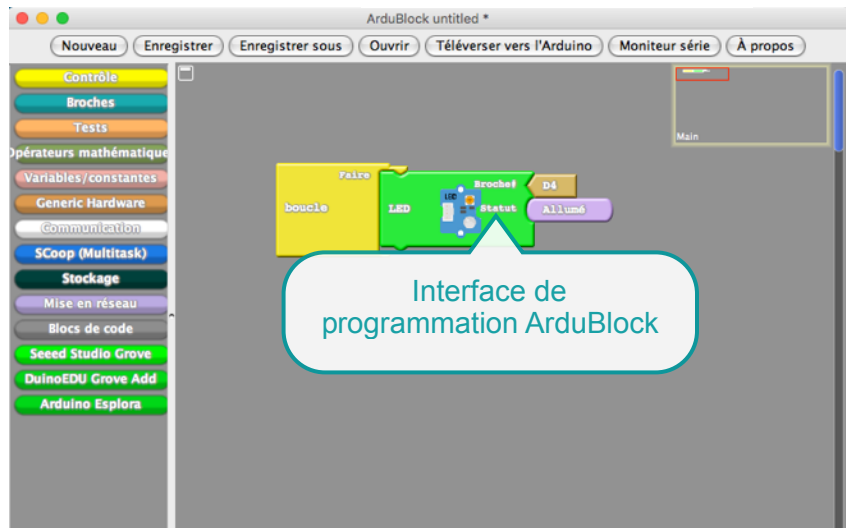 ArduBlock untitled *
Nouveau Enregistrer Enregistrer sous Ouvrir Téléverser vers l'Arduino Moniteur série À propos
Contrôle
Broches
Tests
Opérateurs mathématique
Variables/constantes
Generic Hardware
Communication
SCoop (Multitask)
Stockage
Mise en réseau
Blocs de code
Seeed Studio Grove
DuinoEDU Grove Add
Arduino Esplora
Main
Faire
boucle
LED
LED
Broche# D4
Statut Allumé
Interface de
programmation ArduBlock